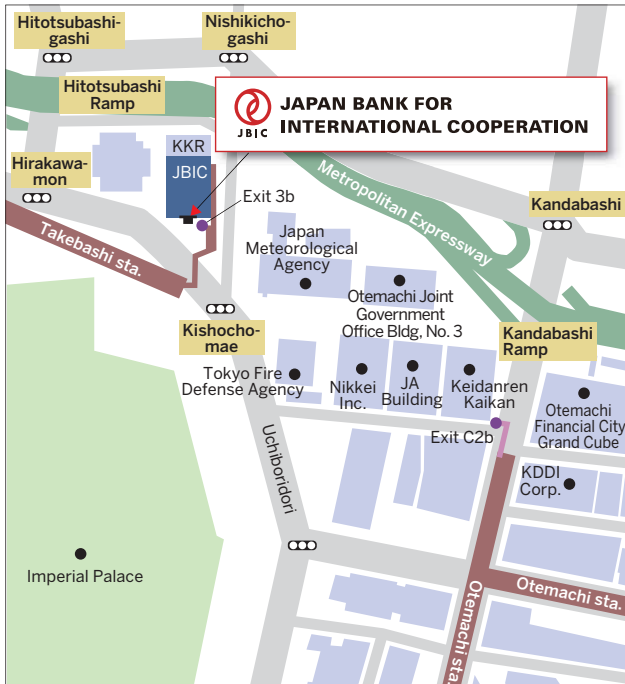 Hitotsubashi-
gashi
Nishikicho-
gashi
Hitotsubashi
Ramp
JBIC
JAPAN BANK FOR
INTERNATIONAL COOPERATION
KKR
JBIC
Hirakawa-
mon
Exit 3b
Metropolitan Expressway
Kandabashi
Takebashi sta.
Japan
Meteorological
Agency
Otemachi Joint
Government
Office Bldg, No. 3
Kishocho-
mae
Kandabashi
Ramp
Tokyo Fire
Defense Agency
Nikkei
Inc.
JA
Building
Keidanren
Kaikan
Otemachi
Financial City
Grand Cube
Exit C2b
KDDI
Corp.
Uchiboridori
Imperial Palace
Otemachi sta.
Otemachi sta.